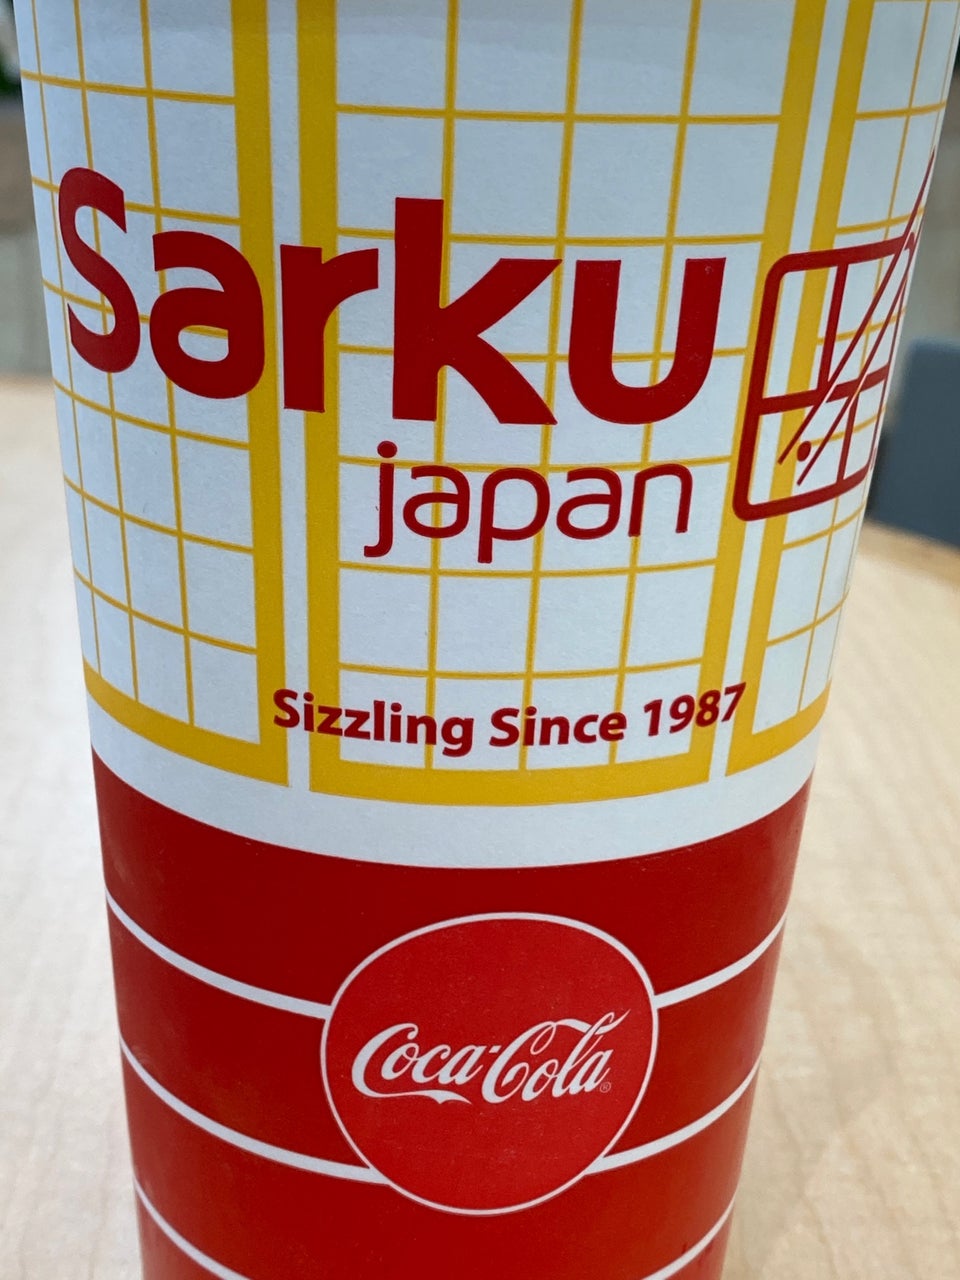 Sarku
japan
Sizzling Since 1987
Coca-Cola®